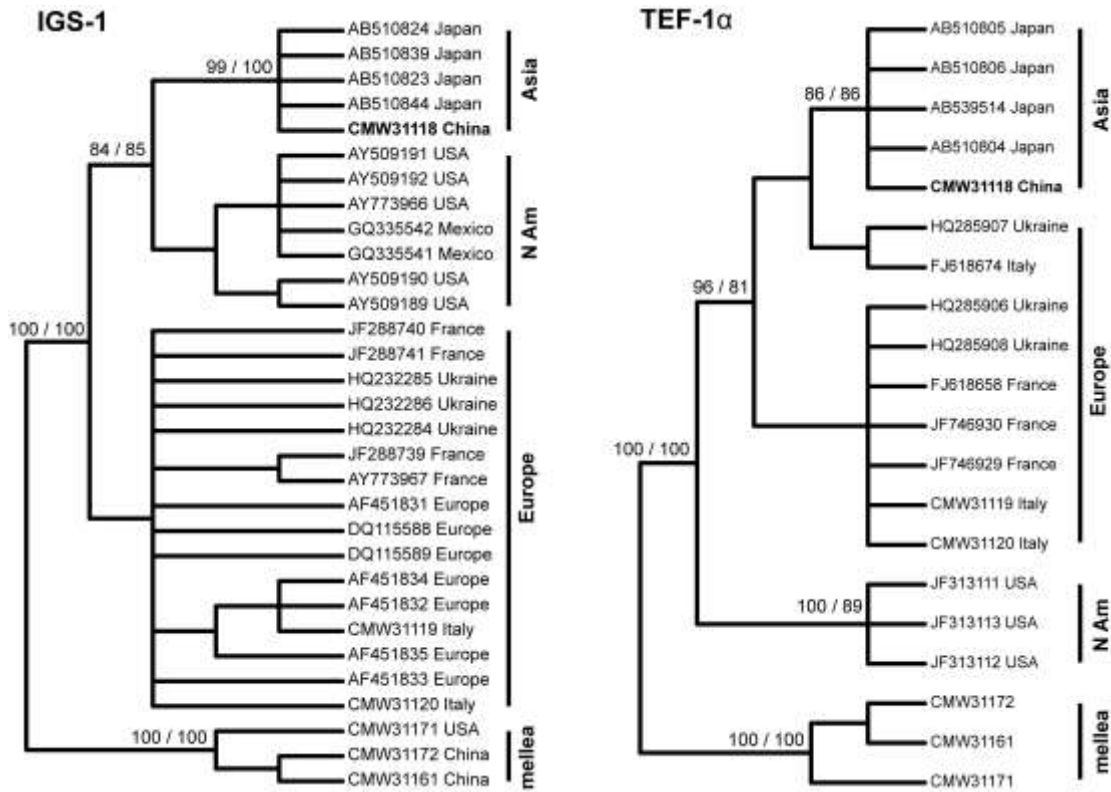 IGS-1
AB510824 Japan
AB510839 Japan
99 / 100
AB510823 Japan
AB510844 Japan
CMW31118 China
Asia
84 / 85
AY509191 USA
AY509192 USA
AY773966 USA
GQ335542 Mexico
GQ335541 Mexico
AY509190 USA
AY509189 USA
N Am
100 / 100
JF288740 France
JF288741 France
HQ232285 Ukraine
HQ232286 Ukraine
HQ232284 Ukraine
JF288739 France
AY773967 France
AF451831 Europe
DQ115588 Europe
DQ115589 Europe
AF451834 Europe
AF451832 Europe
CMW31119 Italy
AF451835 Europe
AF451833 Europe
CMW31120 Italy
Europe
100 / 100
CMW31171 USA
CMW31172 China
CMW31161 China
mellea
TEF-1α
AB510805 Japan
AB510806 Japan
86 / 86
AB539514 Japan
AB510804 Japan
CMW31118 China
Asia
HQ285907 Ukraine
FJ618674 Italy
96 / 81
HQ285906 Ukraine
HQ285908 Ukraine
FJ618658 France
JF746930 France
JF746929 France
CMW31119 Italy
CMW31120 Italy
Europe
100 / 100
JF313111 USA
100 / 89
JF313113 USA
JF313112 USA
N Am
CMW31172
CMW31161
100 / 100
CMW31171
mellea